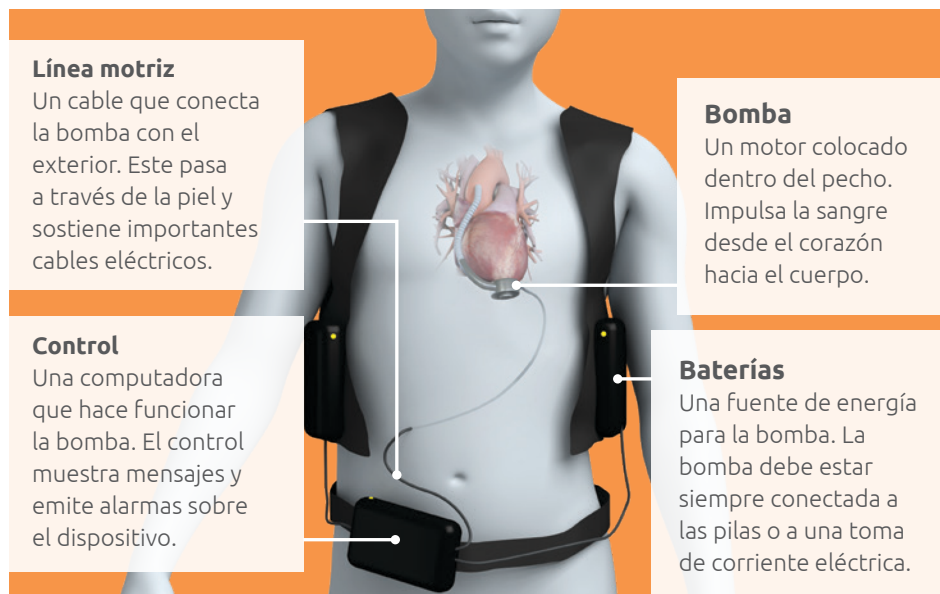 Línea motriz
Un cable que conecta
la bomba con el
exterior. Este pasa
a través de la piel y
sostiene importantes
cables eléctricos.
Control
Una computadora
que hace funcionar
la bomba. El control
muestra mensajes y
emite alarmas sobre
el dispositivo.
Bomba
Un motor colocado
dentro del pecho.
Impulsa la sangre
desde el corazón
hacia el cuerpo.
Baterías
Una fuente de energía
para la bomba. La
bomba debe estar
siempre conectada a
las pilas o a una toma
de corriente eléctrica.